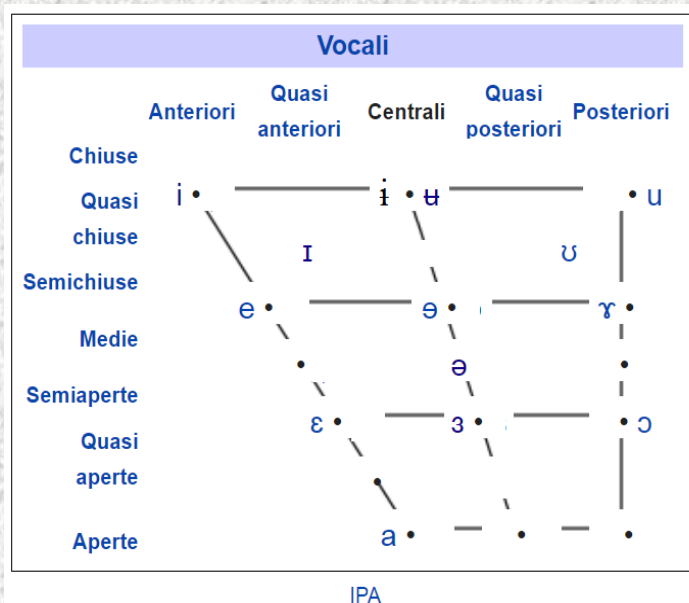 Vocali
Anteriori
Quasi
anteriori
Centrali
Quasi
posteriori
Posteriori
Chiuse
i • ɨ • ʉ • u
Quasi
chiuse
ɪ ʊ
Semichiuse
e • ɘ • ɤ •
Medie
• ə •
Semiaperte
ɛ • ɜ • • ɔ
Quasi
aperte
•
Aperte
a • • •
IPA